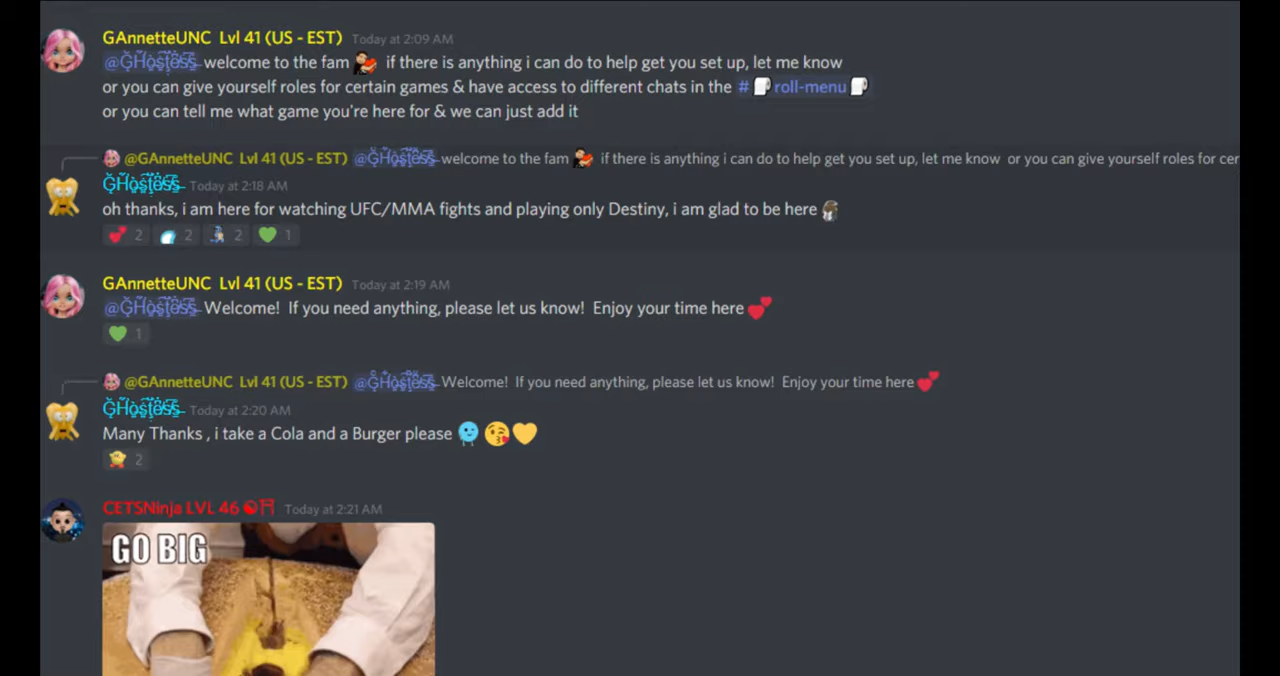 GAnnetteUNC Lvl 41 (US - EST) Today at 2:09 AM
@ĞHòsţëss welcome to the fam if there is anything i can do to help get you set up, let me know
or you can give yourself roles for certain games & have access to different chats in the # 🧻roll-menu🧻
or you can tell me what game you're here for & we can just add it
@GAnnetteUNC Lvl 41 (US - EST) @ĞHòsţëss welcome to the fam if there is anything i can do to help get you set up, let me know or you can give yourself roles for cer
ĞHòsţëss Today at 2:18 AM
oh thanks, i am here for watching UFC/MMA fights and playing only Destiny, i am glad to be here
💕 2 2 2 💚 1
GAnnetteUNC Lvl 41 (US - EST) Today at 2:19 AM
@ĞHòsţëss Welcome! If you need anything, please let us know! Enjoy your time here 💕
💚 1
@GAnnetteUNC Lvl 41 (US - EST) @ĞHòsţëss Welcome! If you need anything, please let us know! Enjoy your time here 💕
ĞHòsţëss Today at 2:20 AM
Many Thanks , i take a Cola and a Burger please 😘💛
2
CETSNinja LVL 46 ☯⛩ Today at 2:21 AM
GO BIG